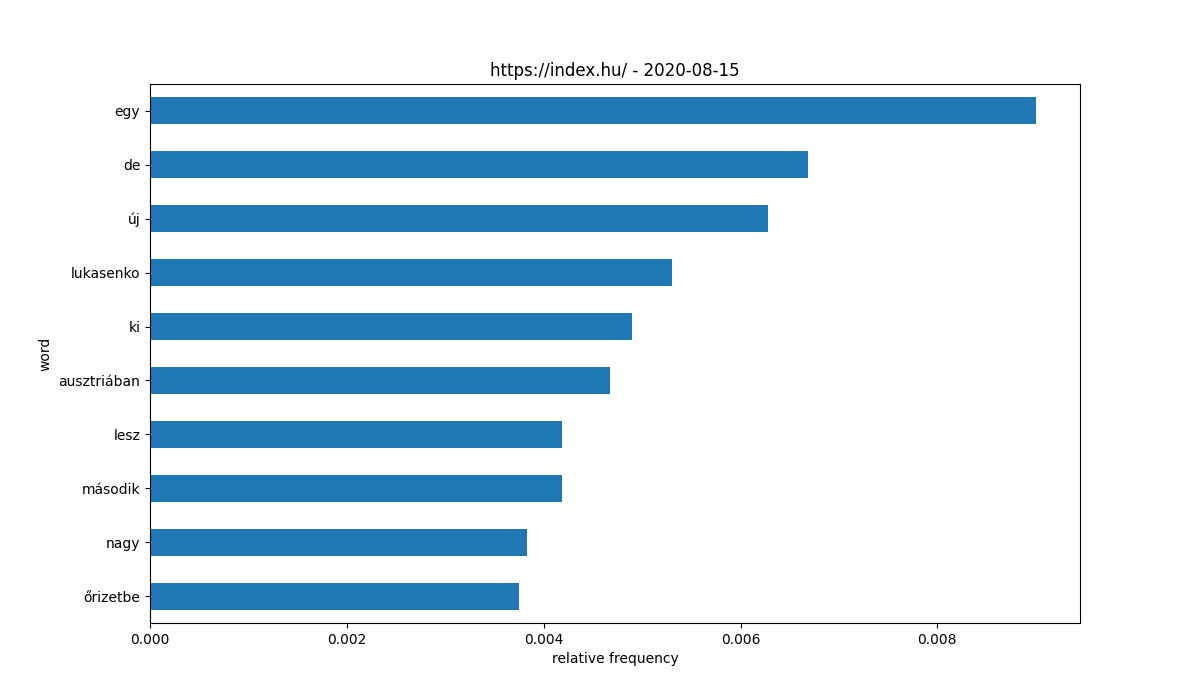 https://index.hu/ - 2020-08-15
egy
de
új
lukasenko
ki
ausztriában
lesz
második
nagy
őrizetbe
word
0.000 0.002 0.004 0.006 0.008
relative frequency